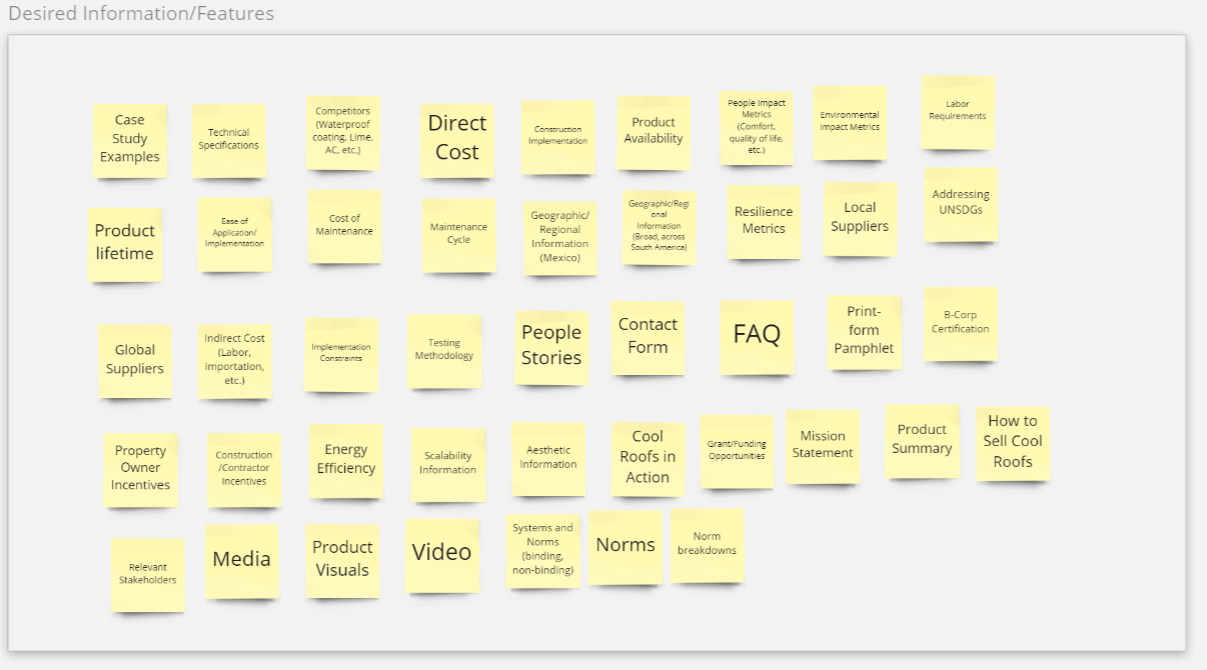 Desired Information/Features
Case
Study
Examples
Technical
Specifications
Competitors
(Waterproof
coating, Lime,
AC, etc.)
Direct
Cost
Construction
Implementation
Product
Availability
People Impact
Metrics
(Comfort,
quality of life,
etc.)
Environmental
Impact Metrics
Labor
Requirements
Product
lifetime
Ease of
Application/
Implementation
Cost of
Maintenance
Maintenance
Cycle
Geographic/
Regional
Information
(Mexico)
Geographic/Regi
onal
Information
(Broad, across
South America)
Resilience
Metrics
Local
Suppliers
Addressing
UNSDGs
Global
Suppliers
Indirect Cost
(Labor,
importation,
etc.)
Implementation
Constraints
Testing
Methodology
People
Stories
Contact
Form
FAQ
Print-
form
Pamphlet
B-Corp
Certification
Property
Owner
Incentives
Construction
/Contractor
Incentives
Energy
Efficiency
Scalability
Information
Aesthetic
Information
Cool
Roofs in
Action
Grant/Funding
Opportunities
Mission
Statement
Product
Summary
How to
Sell Cool
Roofs
Relevant
Stakeholders
Media
Product
Visuals
Video
Systems and
Norms
(binding,
non-binding)
Norms
Norm
breakdowns